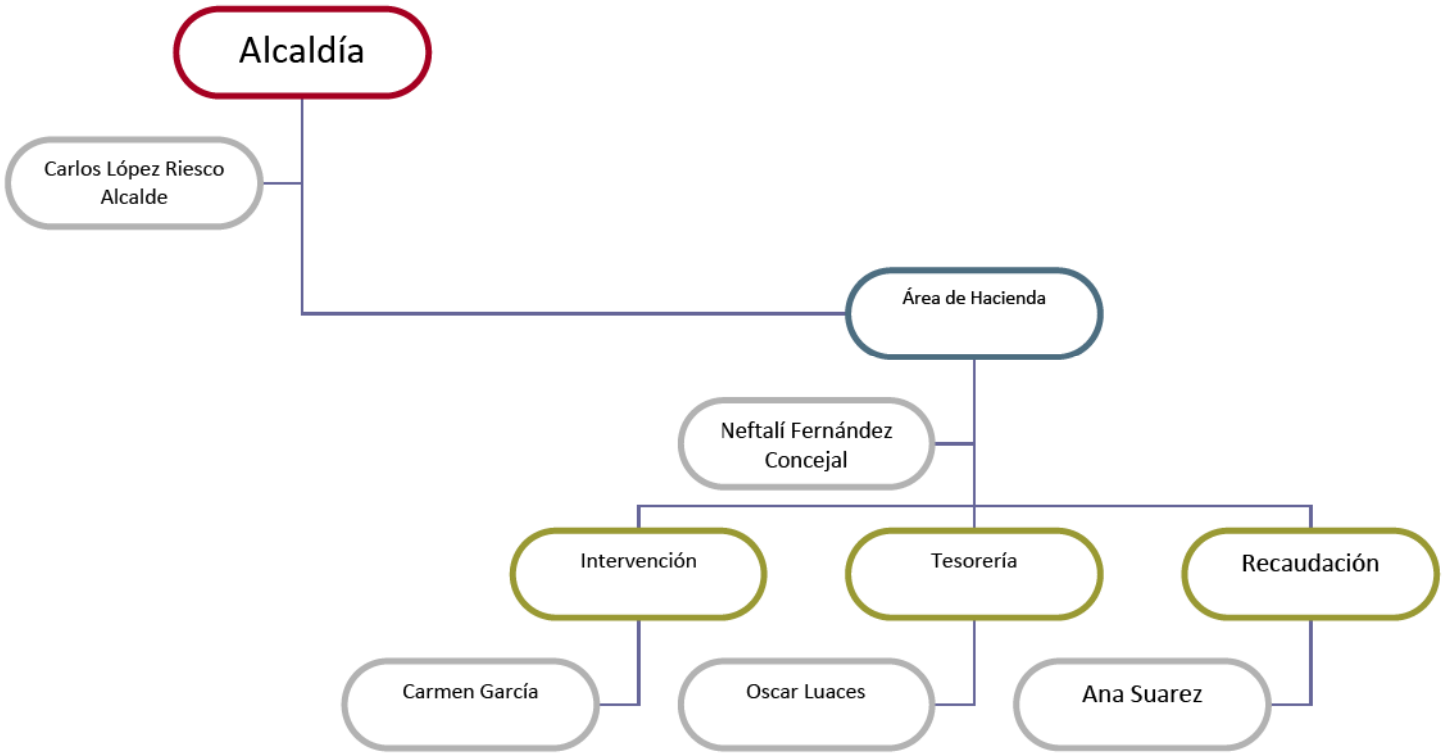 Alcaldía
Carlos López Riesco
Alcalde
Área de Hacienda
Neftalí Fernández
Concejal
Intervención
Tesorería
Recaudación
Carmen García
Oscar Luaces
Ana Suarez